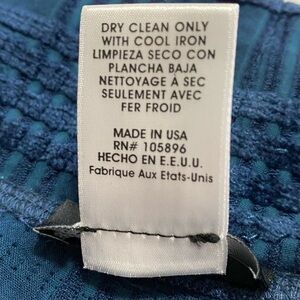 DRY CLEAN ONLY
WITH COOL IRON
LIMPIEZA SECO CON
PLANCHA BAJA
NETTOYAGE À SEC
SEULEMENT AVEC
FER FROID
MADE IN USA
RN# 105896
HECHO EN E.E.U.U.
Fabrique Aux Etats-Unis